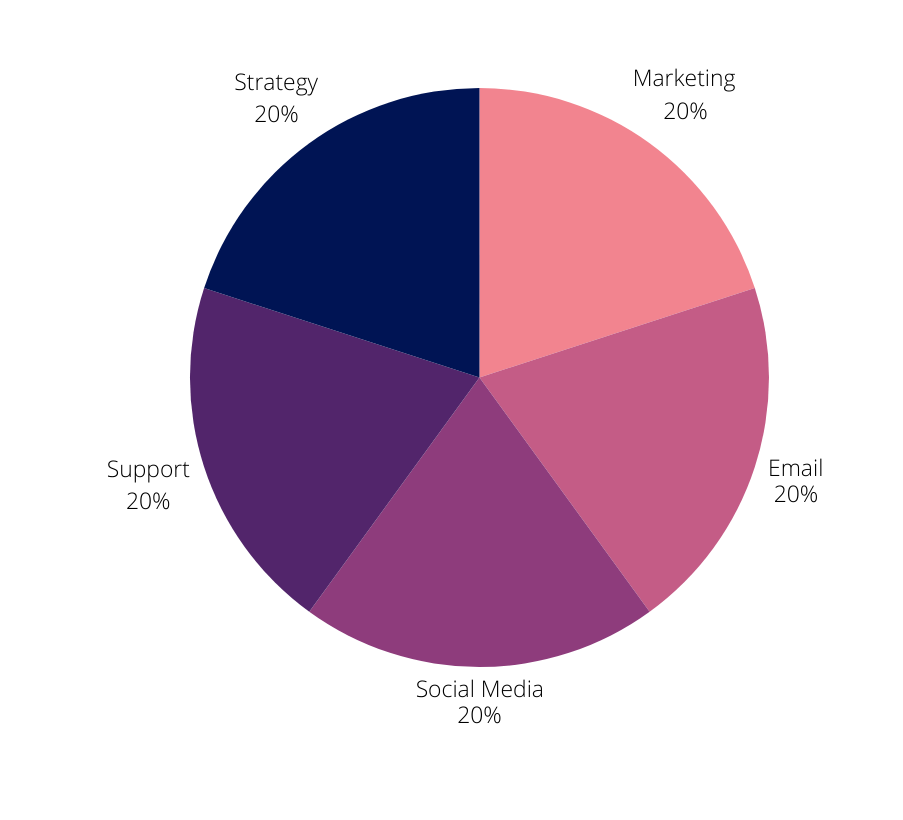 Strategy
20%
Marketing
20%
Support
20%
Email
20%
Social Media
20%